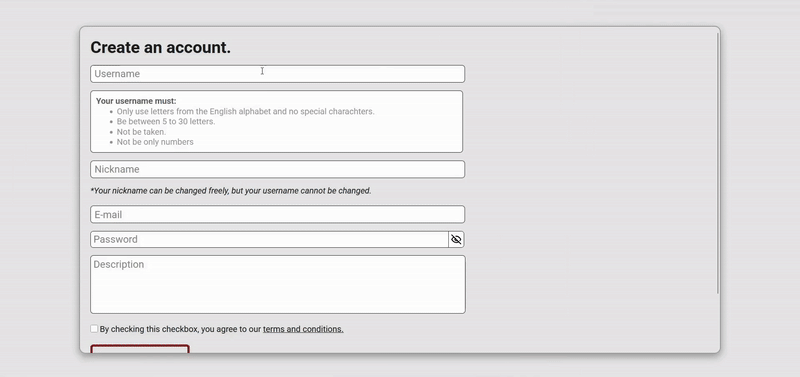 Create an account.
Username
Your username must:
Only use letters from the English alphabet and no special charachters.
Be between 5 to 30 letters.
Not be taken.
Not be only numbers
Nickname
*Your nickname can be changed freely, but your username cannot be changed.
E-mail
Password
Description
By checking this checkbox, you agree to our terms and conditions.